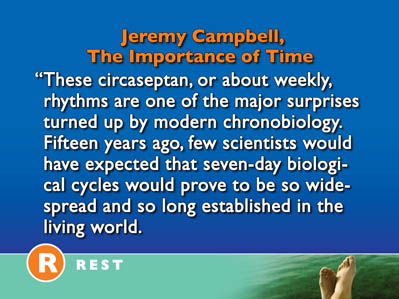 Jeremy Campbell,
The Importance of Time
“These circaseptan, or about weekly,
rhythms are one of the major surprises
turned up by modern chronobiology.
Fifteen years ago, few scientists would
have expected that seven-day biologi-
cal cycles would prove to be so wide-
spread and so long established in the
living world.
R REST